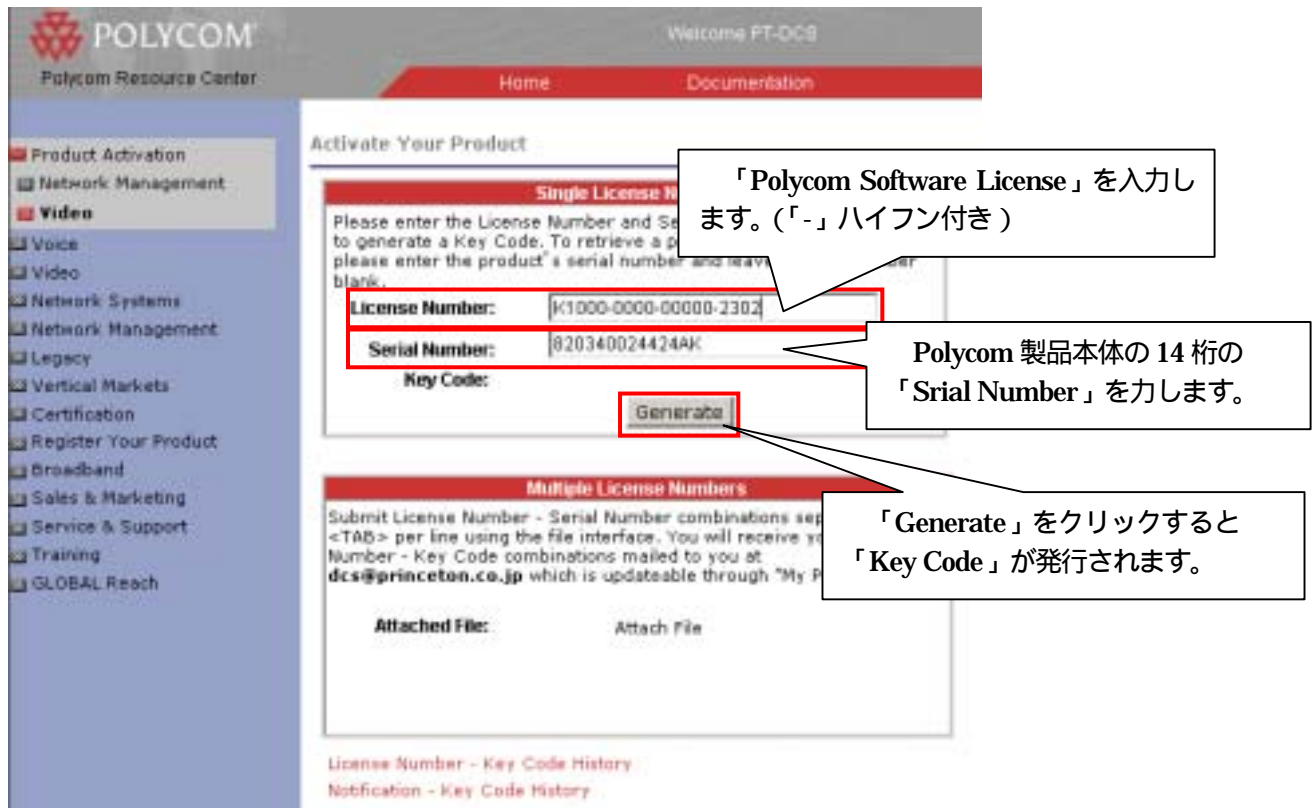 POLYCOM
Welcome PT-DCS
Polycom Resource Center
Home
Documentation
Product Activation
Network Management
Video
Voice
Video
Network Systems
Network Management
Legacy
Vertical Markets
Certification
Register Your Product
Broadband
Sales & Marketing
Service & Support
Training
GLOBAL Reach
Activate Your Product
Single License N
Please enter the License Number and Se
to generate a Key Code. To retrieve a p
please enter the product's serial number and leav
blank.
License Number:
K1000-0000-00000-2302
Serial Number:
820340024424AK
Key Code:
Generate
「Polycom Software License」を入力し
ます。(「-」ハイフン付き)
Polycom 製品本体の 14 桁の
「Srial Number」を力します。
「Generate」をクリックすると
「Key Code」が発行されます。
Multiple License Numbers
Submit License Number - Serial Number combinations sep
<TAB> per line using the file interface. You will receive yo
Number - Key Code combinations mailed to you at
dcs@princeton.co.jp which is updateable through "My P
Attached File:
Attach File
License Number - Key Code History
Notification - Key Code History